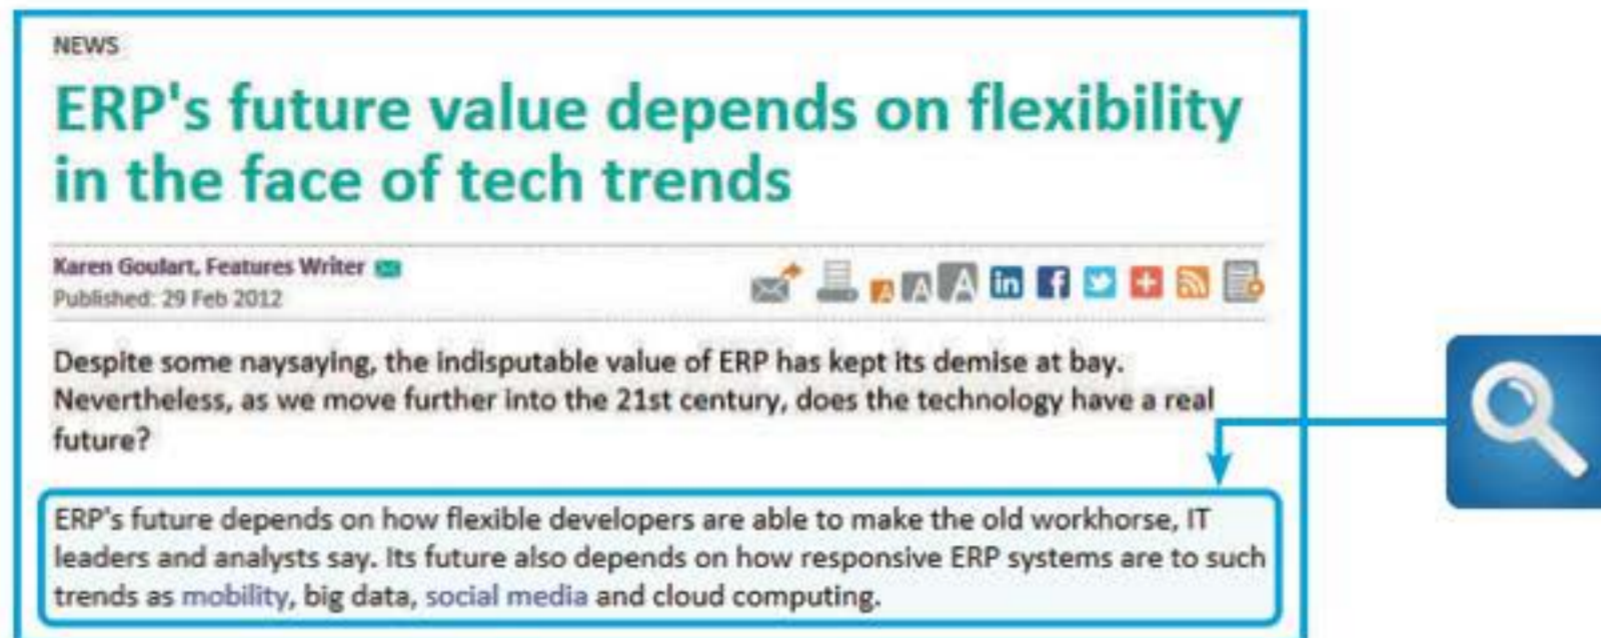 NEWS
ERP's future value depends on flexibility
in the face of tech trends
Karen Goulart, Features Writer
Published: 29 Feb 2012
A A A in f +
Despite some naysaying, the indisputable value of ERP has kept its demise at bay.
Nevertheless, as we move further into the 21st century, does the technology have a real
future?
ERP's future depends on how flexible developers are able to make the old workhorse, IT
leaders and analysts say. Its future also depends on how responsive ERP systems are to such
trends as mobility, big data, social media and cloud computing.